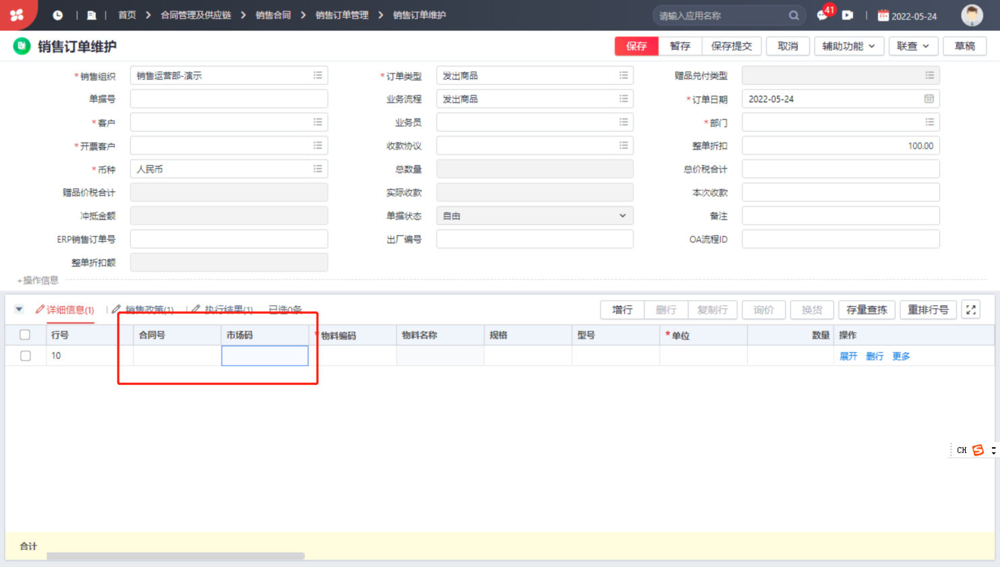 首页 > 合同管理及供应链 > 销售合同 > 销售订单管理 > 销售订单维护 请输入应用名称 41 2022-05-24
销售订单维护 保存 暂存 保存提交 取消 辅助功能 联查 草稿
*销售组织 销售运营部-演示 *订单类型 发出商品 赠品兑付类型
单据号 业务流程 发出商品 *订单日期 2022-05-24
*客户 业务员 *部门
*开票客户 收款协议 整单折扣 100.00
*币种 人民币 总数量 总价税合计
赠品价税合计 实际收款 本次收款
冲抵金额 单据状态 自由 备注
ERP销售订单号 出厂编号 OA流程ID
整单折扣额
+操作信息
详细信息(1) 销售政策(1) 执行结果(1) 已选0条 增行 删行 复制行 询价 换货 存量查拣 重排行号
行号 合同号 市场码 *物料编码 物料名称 规格 型号 *单位 数量 操作
10 展开 删行 更多
CH
合计